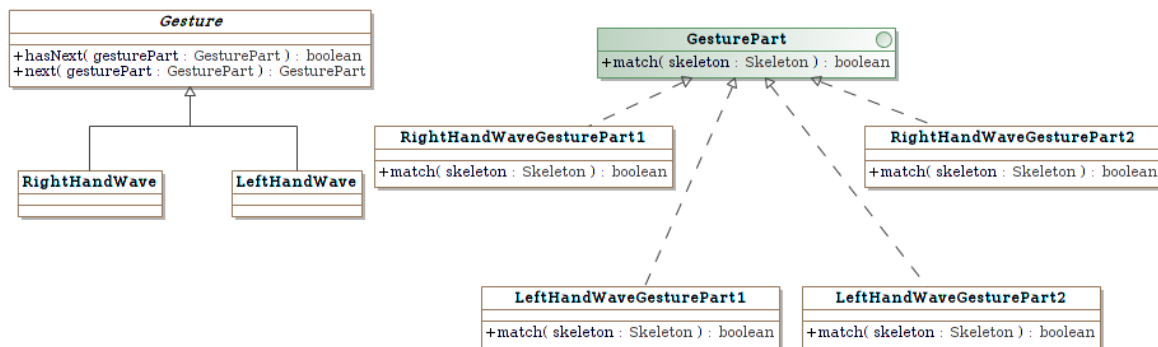 Gesture
+hasNext( gesturePart : GesturePart ) : boolean
+next( gesturePart : GesturePart ) : GesturePart
GesturePart
+match( skeleton : Skeleton ) : boolean
RightHandWaveGesturePart1
+match( skeleton : Skeleton ) : boolean
RightHandWaveGesturePart2
+match( skeleton : Skeleton ) : boolean
RightHandWave
LeftHandWave
LeftHandWaveGesturePart1
+match( skeleton : Skeleton ) : boolean
LeftHandWaveGesturePart2
+match( skeleton : Skeleton ) : boolean